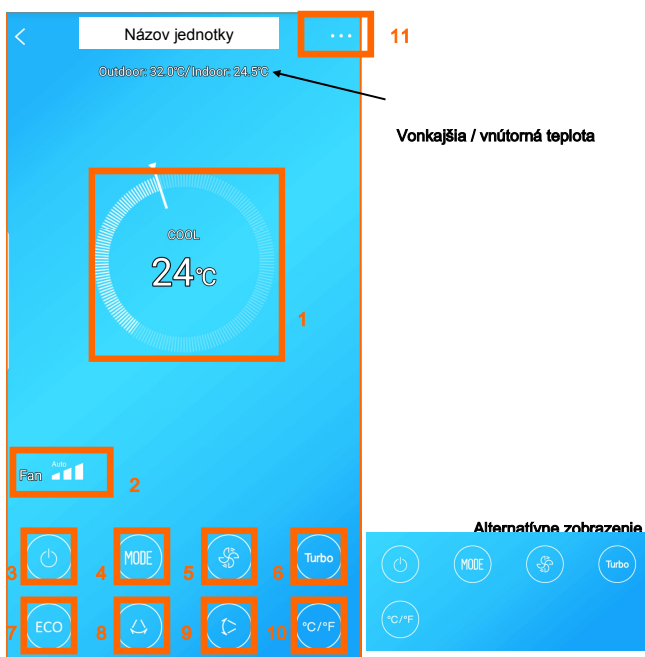 Názov jednotky
... 11
Outdoor: 32.0°C/Indoor: 24.5°C
Vonkajšia / vnútorná teplota
COOL
24°C
1
Auto
Fan
2
Alternatívne zobrazenie
3 4 MODE 5 6 Turbo
MODE Turbo
7 ECO 8 9 10 °C/°F
°C/°F